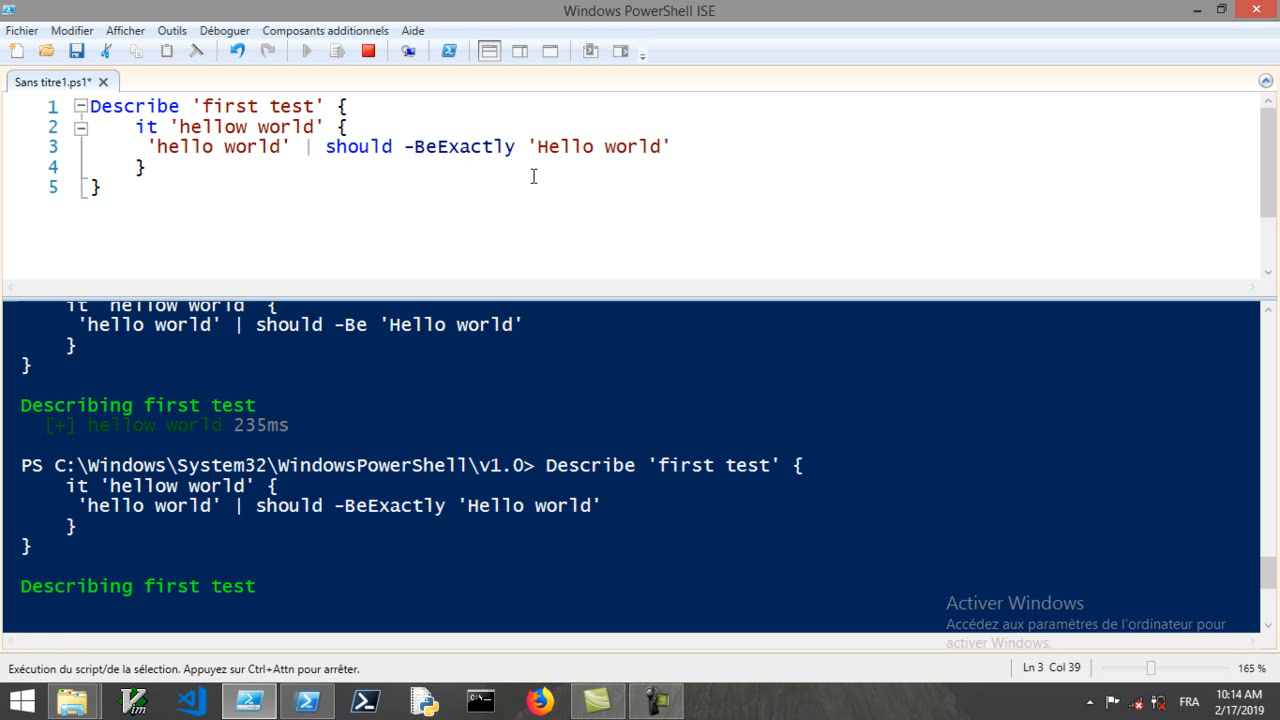 Windows PowerShell ISE
Fichier Modifier Afficher Outils Déboguer Composants additionnels Aide
Sans titre1.ps1*
1 Describe 'first test' {
2 it 'hellow world' {
3 'hello world' | should -BeExactly 'Hello world'
4 }
5 }
it 'hellow world' {
'hello world' | should -Be 'Hello world'
}
}
Describing first test
[+] hellow world 235ms
PS C:\Windows\System32\WindowsPowerShell\v1.0> Describe 'first test' {
it 'hellow world' {
'hello world' | should -BeExactly 'Hello world'
}
}
Describing first test
Activer Windows
Accédez aux paramètres de l'ordinateur pour
activer Windows.
Exécution du script/de la sélection. Appuyez sur Ctrl+Attn pour arrêter.
Ln 3 Col 39
165 %
FR
10:14 AM
2/17/2019